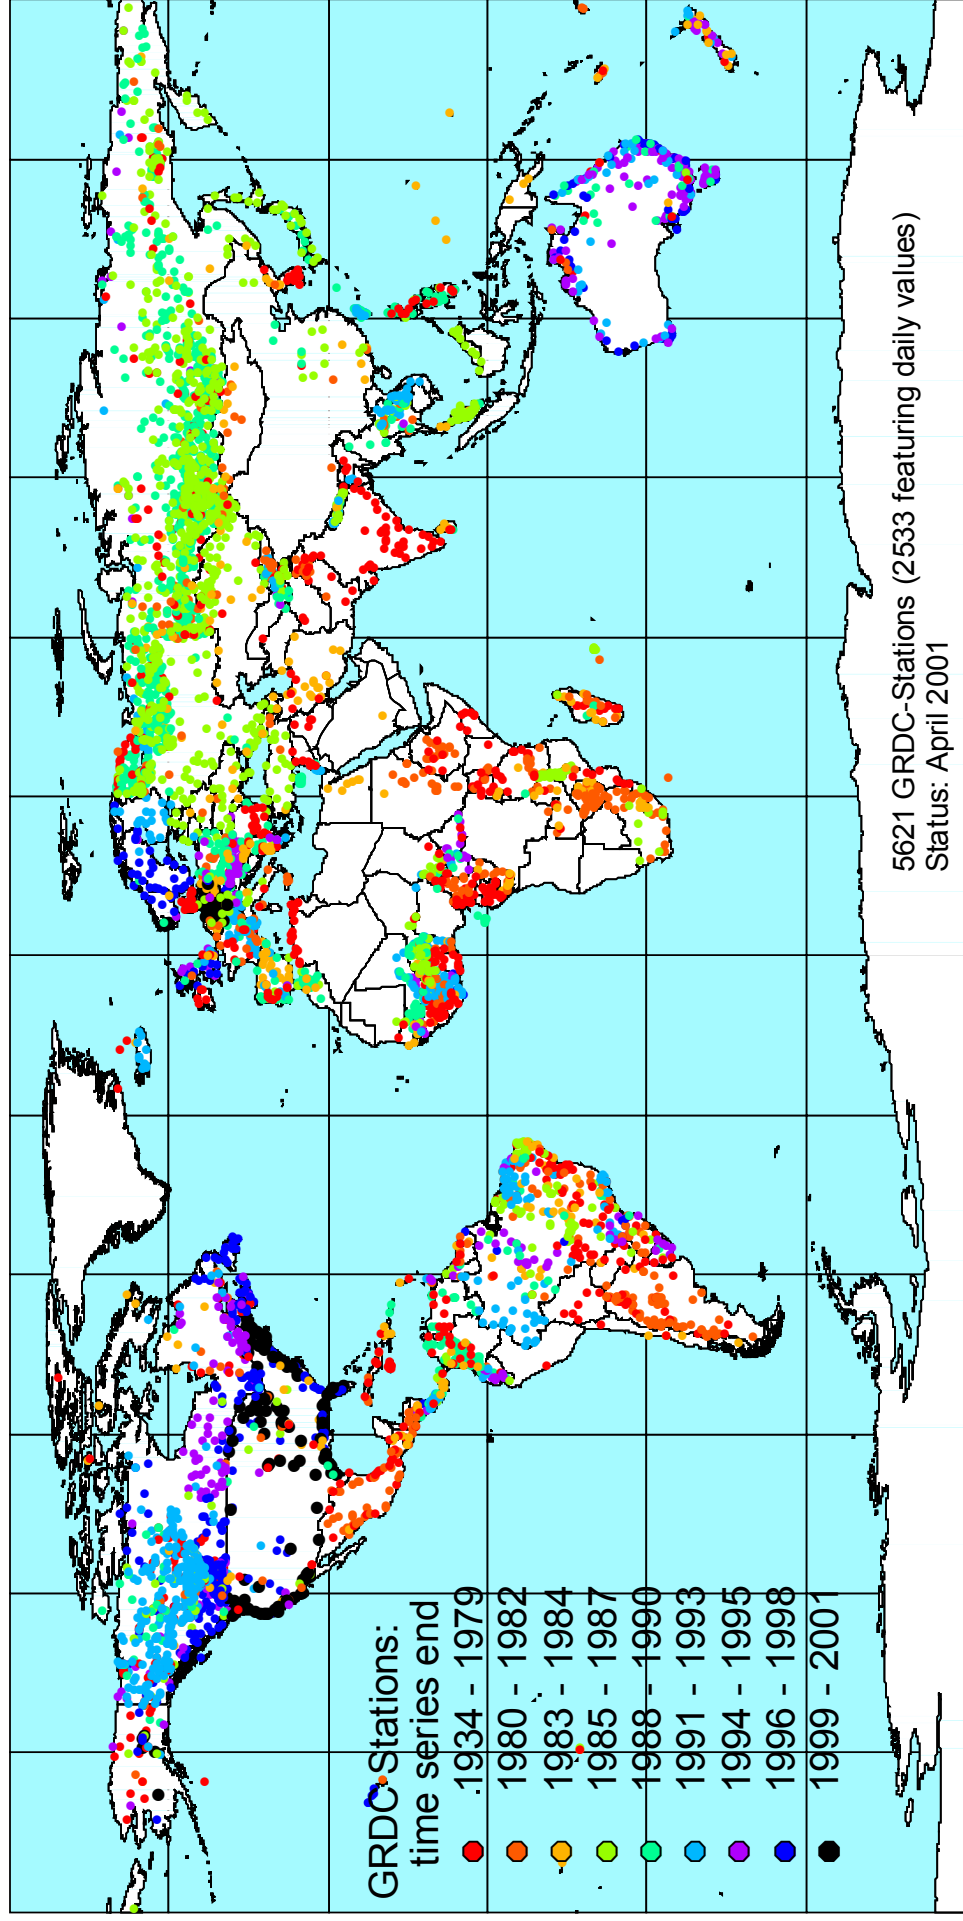 GRDC-Stations:
time series end
1934 - 1979
1980 - 1982
1983 - 1984
1985 - 1987
1988 - 1990
1991 - 1993
1994 - 1995
1996 - 1998
1999 - 2001
5621 GRDC-Stations (2533 featuring daily values)
Status: April 2001